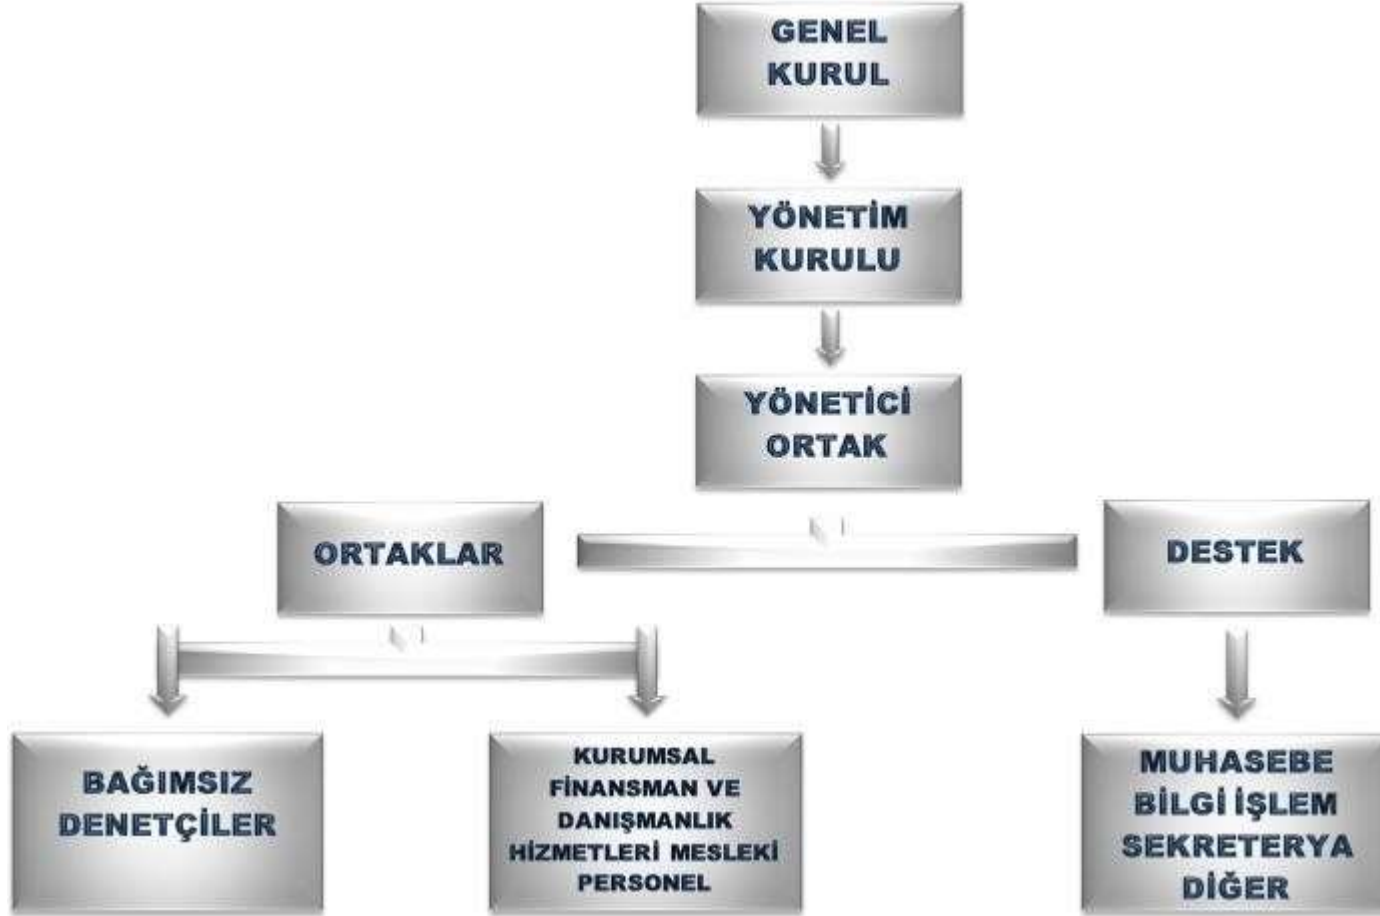 GENEL
KURUL
YÖNETİM
KURULU
YÖNETİCİ
ORTAK
ORTAKLAR
DESTEK
BAĞIMSIZ
DENETÇİLER
KURUMSAL
FİNANSMAN VE
DANIŞMANLIK
HİZMETLERİ MESLEKİ
PERSONEL
MUHASEBE
BİLGİ İŞLEM
SEKRETERYA
DİĞER